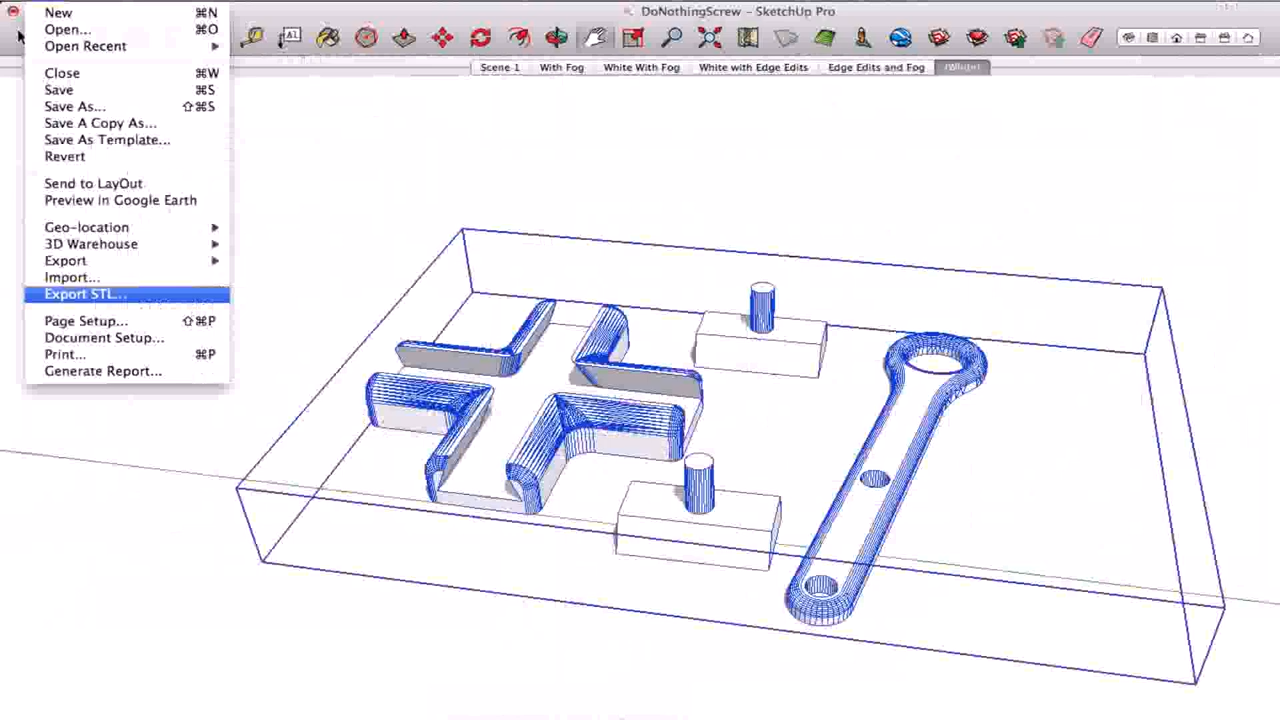 DoNothingScrew - SketchUp Pro
New ⌘N
Open... ⌘O
Open Recent
Close ⌘W
Save ⌘S
Save As... ⇧⌘S
Save A Copy As...
Save As Template...
Revert
Send to LayOut
Preview in Google Earth
Geo-location
3D Warehouse
Export
Import...
Export STL...
Page Setup... ⇧⌘P
Document Setup...
Print... ⌘P
Generate Report...
A1
Scene 1 With Fog White With Fog White with Edge Edits Edge Edits and Fog